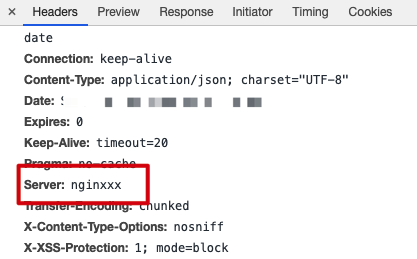 × Headers Preview Response Initiator Timing Cookies
date
Connection: keep-alive
Content-Type: application/json; charset="UTF-8"
Date:
Expires: 0
Keep-Alive: timeout=20
Pragma: no-cache
Server: nginxxx
Transfer-Encoding: chunked
X-Content-Type-Options: nosniff
X-XSS-Protection: 1; mode=block